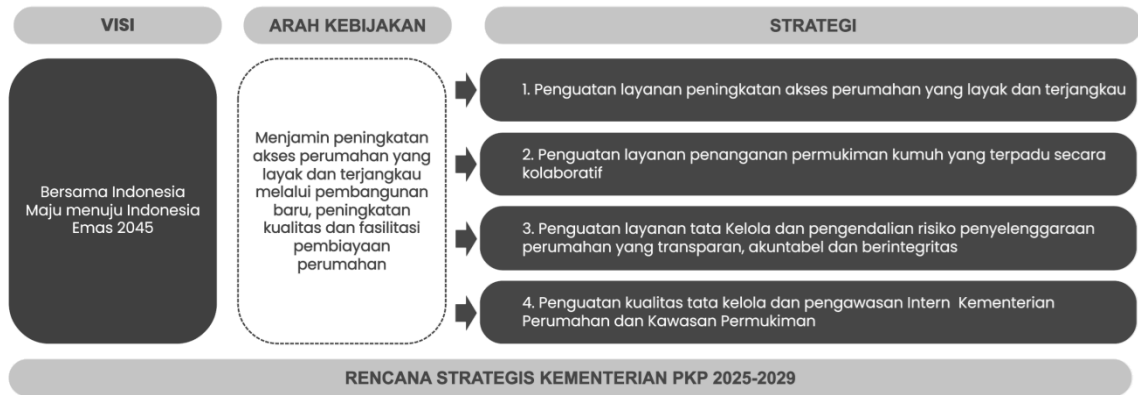 VISI
ARAH KEBIJAKAN
STRATEGI
Bersama Indonesia
Maju menuju Indonesia
Emas 2045
Menjamin peningkatan
akses perumahan yang
layak dan terjangkau
melalui pembangunan
baru, peningkatan
kualitas dan fasilitasi
pembiayaan
perumahan
1. Penguatan layanan peningkatan akses perumahan yang layak dan terjangkau
2. Penguatan layanan penanganan permukiman kumuh yang terpadu secara
kolaboratif
3. Penguatan layanan tata Kelola dan pengendalian risiko penyelenggaraan
perumahan yang transparan, akuntabel dan berintegritas
4. Penguatan kualitas tata kelola dan pengawasan Intern Kementerian
Perumahan dan Kawasan Permukiman
RENCANA STRATEGIS KEMENTERIAN PKP 2025-2029